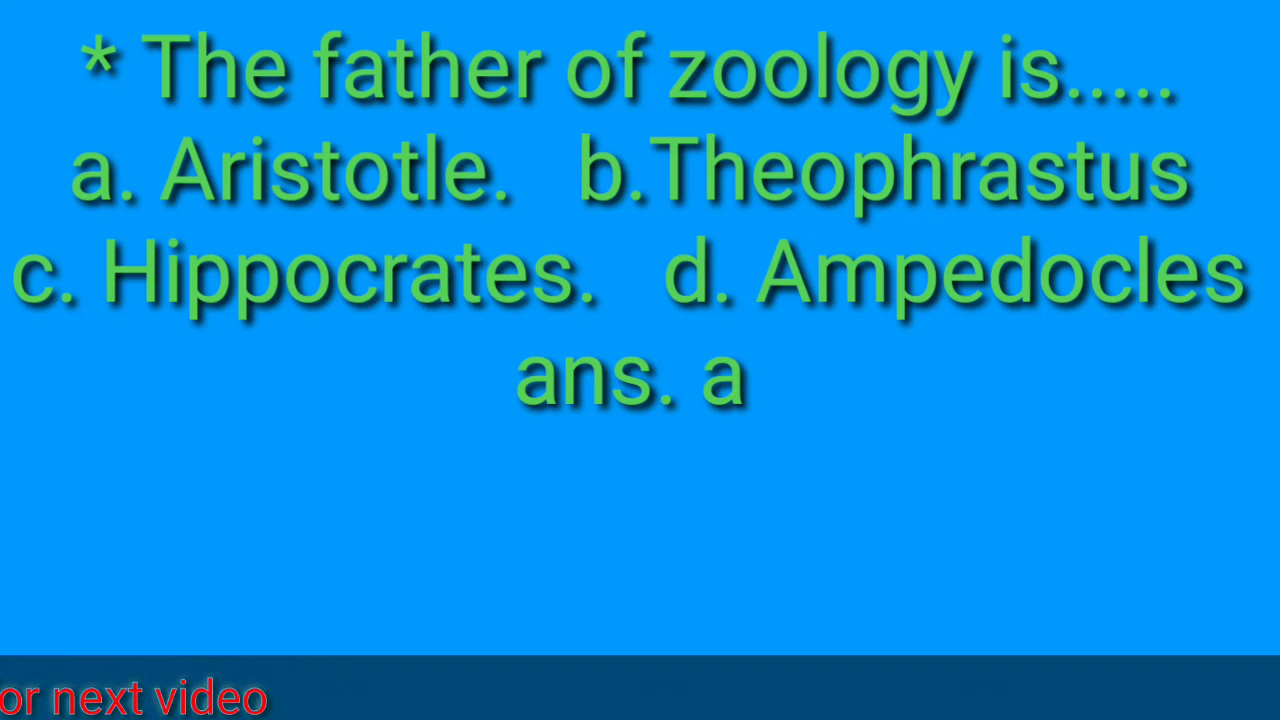 * The father of zoology is.....
a. Aristotle. b.Theophrastus
c. Hippocrates. d. Ampedocles
ans. a
or next video